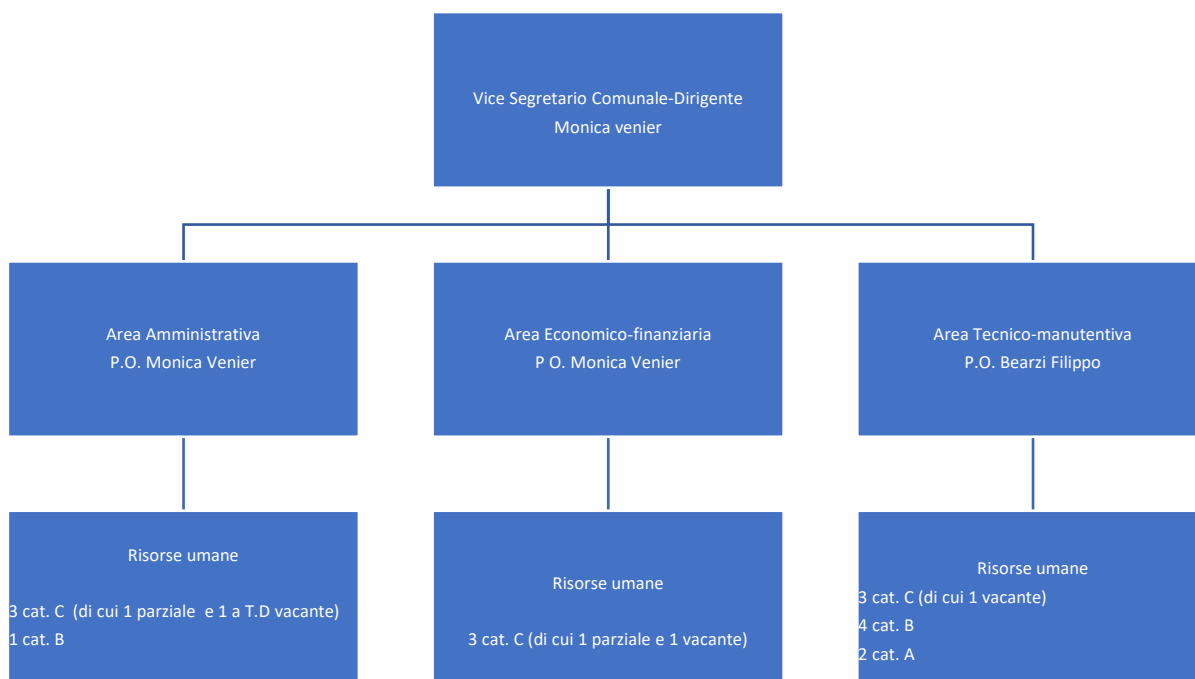 Vice Segretario Comunale-Dirigente
Monica venier
Area Amministrativa
P.O. Monica Venier
Area Economico-finanziaria
P O. Monica Venier
Area Tecnico-manutentiva
P.O. Bearzi Filippo
Risorse umane
3 cat. C (di cui 1 parziale e 1 a T.D vacante)
1 cat. B
Risorse umane
3 cat. C (di cui 1 parziale e 1 vacante)
Risorse umane
3 cat. C (di cui 1 vacante)
4 cat. B
2 cat. A